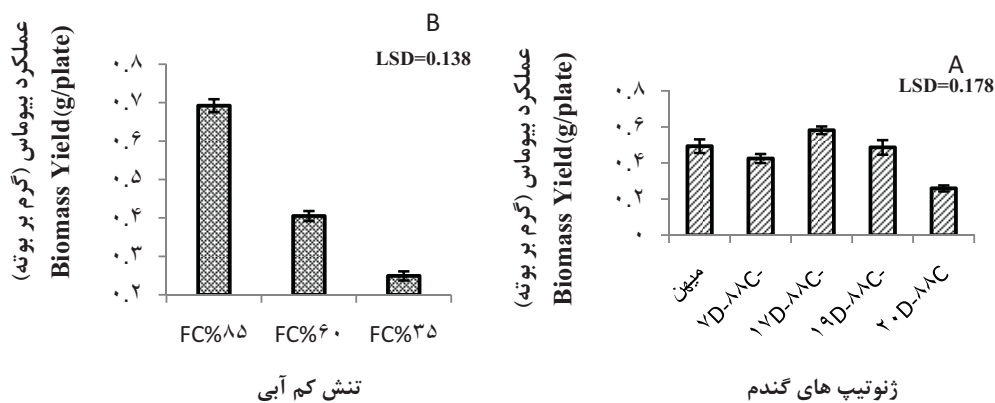 B
LSD=0.138
عملکرد بیوماس (گرم بر بوته)
Biomass Yield(g/plate)
۰.۸
۰.۷
۰.۶
۰.۵
۰.۴
۰.۳
۰.۲
FC%۸۵
FC%۶۰
FC%۳۵
تنش کم آبی
A
LSD=0.178
عملکرد بیوماس (گرم بر بوته)
Biomass Yield(g/plate)
۰.۸
۰.۶
۰.۴
۰.۲
۰
میهن
۷D-۸۸C-
۱۷D-۸۸C-
۱۹D-۸۸C-
۲۰D-۸۸C
ژنوتیپ های گندم